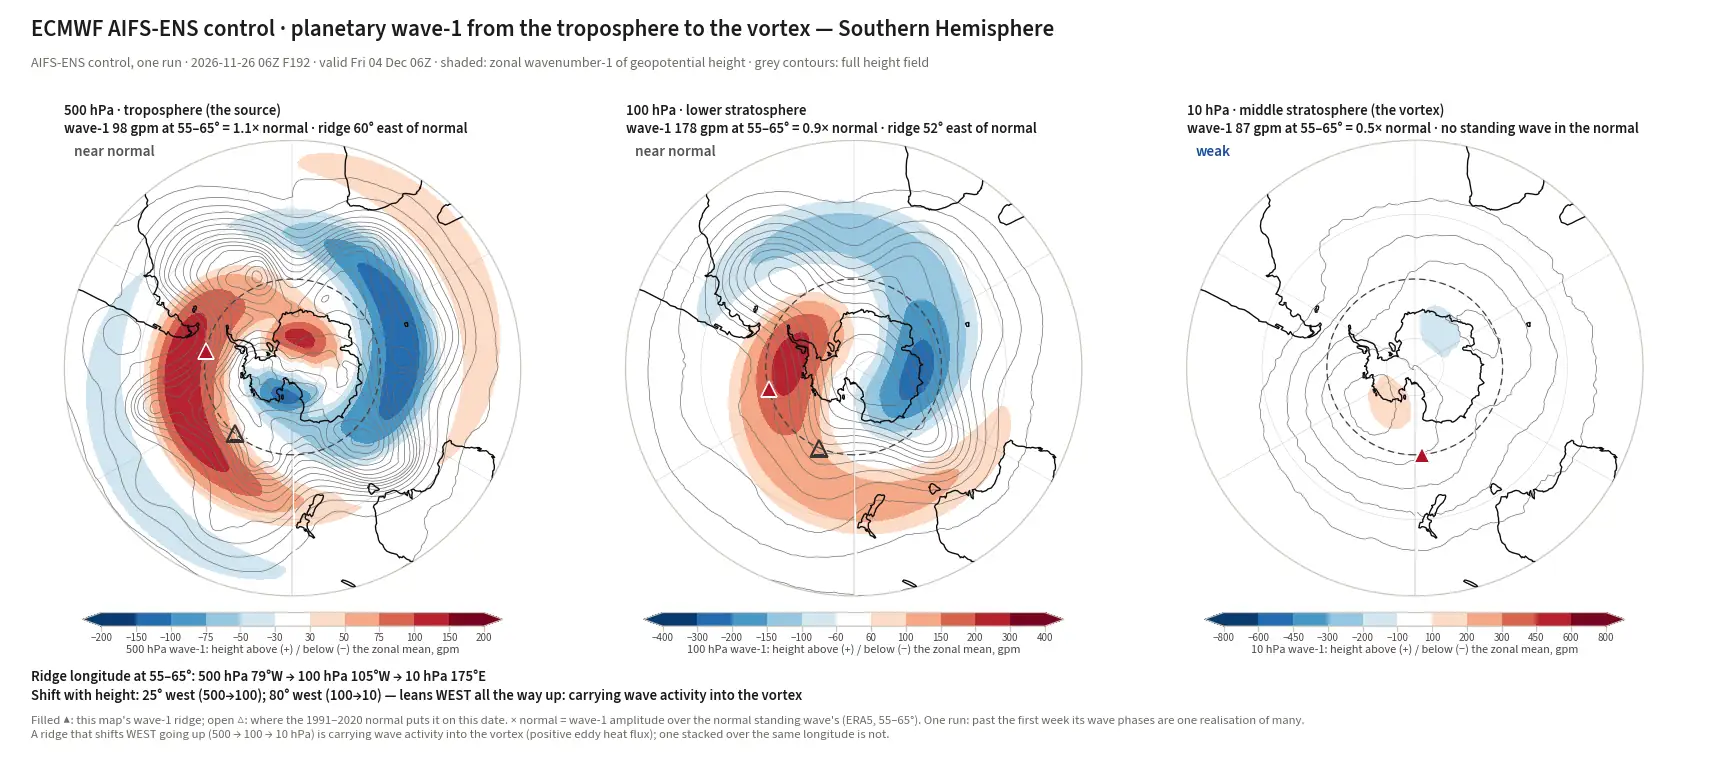 ECMWF AIFS-ENS control · planetary wave-1 from the troposphere to the vortex — Southern Hemisphere
AIFS-ENS control, one run · 2026-11-26 06Z F192 · valid Fri 04 Dec 06Z · shaded: zonal wavenumber-1 of geopotential height · grey contours: full height field
500 hPa · troposphere (the source)
wave-1 98 gpm at 55–65° = 1.1× normal · ridge 60° east of normal
near normal
100 hPa · lower stratosphere
wave-1 178 gpm at 55–65° = 0.9× normal · ridge 52° east of normal
near normal
10 hPa · middle stratosphere (the vortex)
wave-1 87 gpm at 55–65° = 0.5× normal · no standing wave in the normal
weak
−200 −150 −100 −75 −50 −30 30 50 75 100 150 200
500 hPa wave-1: height above (+) / below (−) the zonal mean, gpm
−400 −300 −200 −150 −100 −60 60 100 150 200 300 400
100 hPa wave-1: height above (+) / below (−) the zonal mean, gpm
−800 −600 −450 −300 −200 −100 100 200 300 450 600 800
10 hPa wave-1: height above (+) / below (−) the zonal mean, gpm
Ridge longitude at 55–65°: 500 hPa 79°W → 100 hPa 105°W → 10 hPa 175°E
Shift with height: 25° west (500→100); 80° west (100→10) — leans WEST all the way up: carrying wave activity into the vortex
Filled ▲: this map's wave-1 ridge; open △: where the 1991–2020 normal puts it on this date. × normal = wave-1 amplitude over the normal standing wave's (ERA5, 55–65°). One run: past the first week its wave phases are one realisation of many.
A ridge that shifts WEST going up (500 → 100 → 10 hPa) is carrying wave activity into the vortex (positive eddy heat flux); one stacked over the same longitude is not.